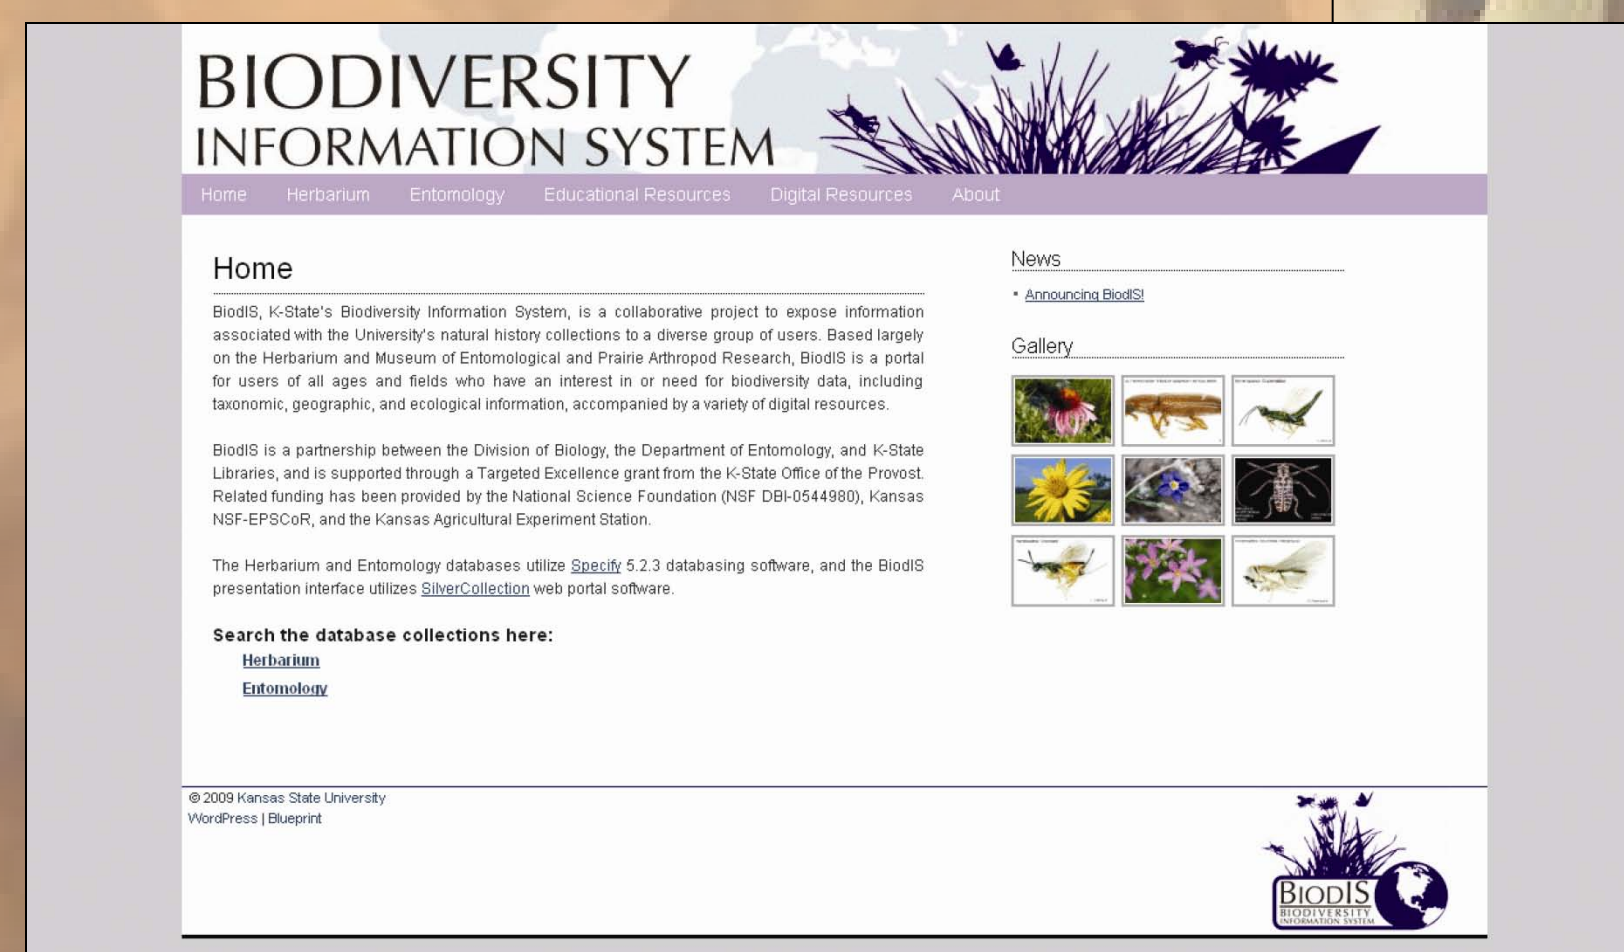 BIODIVERSITY
INFORMATION SYSTEM
Home Herbarium Entomology Educational Resources Digital Resources About
Home
BiodIS, K-State's Biodiversity Information System, is a collaborative project to expose information
associated with the University's natural history collections to a diverse group of users. Based largely
on the Herbarium and Museum of Entomological and Prairie Arthropod Research, BiodIS is a portal
for users of all ages and fields who have an interest in or need for biodiversity data, including
taxonomic, geographic, and ecological information, accompanied by a variety of digital resources.
BiodIS is a partnership between the Division of Biology, the Department of Entomology, and K-State
Libraries, and is supported through a Targeted Excellence grant from the K-State Office of the Provost.
Related funding has been provided by the National Science Foundation (NSF DBI-0544980), Kansas
NSF-EPSCoR, and the Kansas Agricultural Experiment Station.
The Herbarium and Entomology databases utilize Specify 5.2.3 databasing software, and the BiodIS
presentation interface utilizes SilverCollection web portal software.
Search the database collections here:
Herbarium
Entomology
News
Announcing BiodIS!
Gallery
© 2009 Kansas State University
WordPress | Blueprint
BIODIS
BIODIVERSITY
INFORMATION SYSTEM